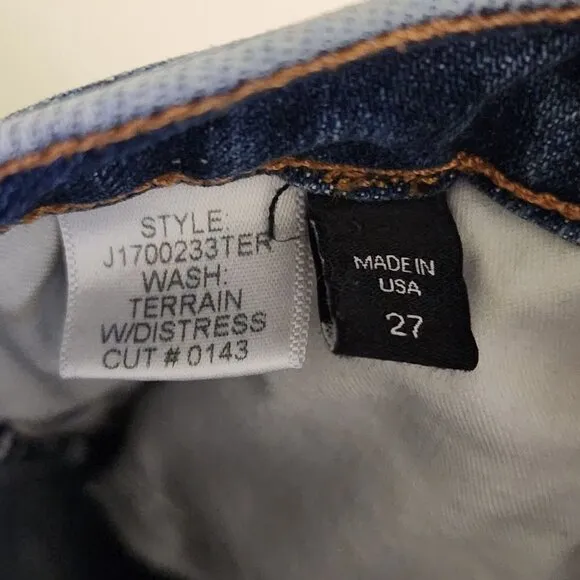 STYLE:
J1700233TER
WASH:
TERRAIN
W/DISTRESS
CUT # 0143
MADE IN
USA
27